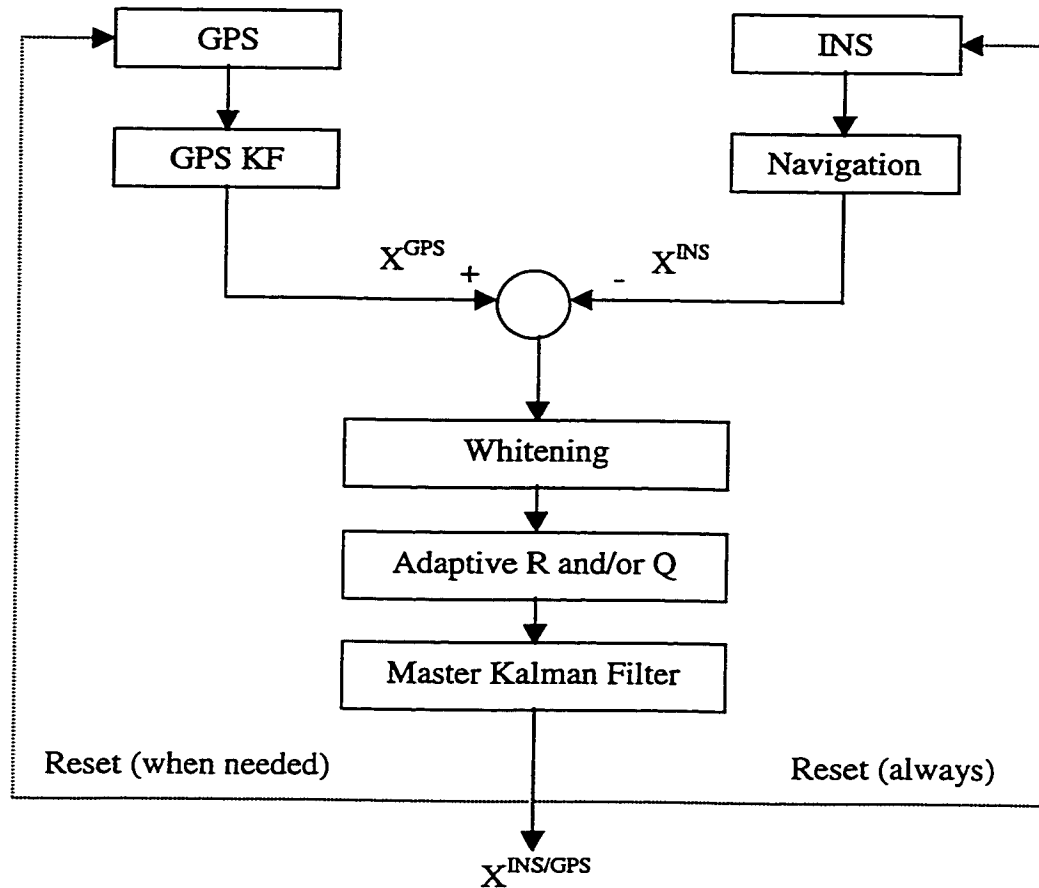 GPS
INS
GPS KF
Navigation
X^GPS + - X^INS
Whitening
Adaptive R and/or Q
Master Kalman Filter
Reset (when needed)
Reset (always)
X^INS/GPS